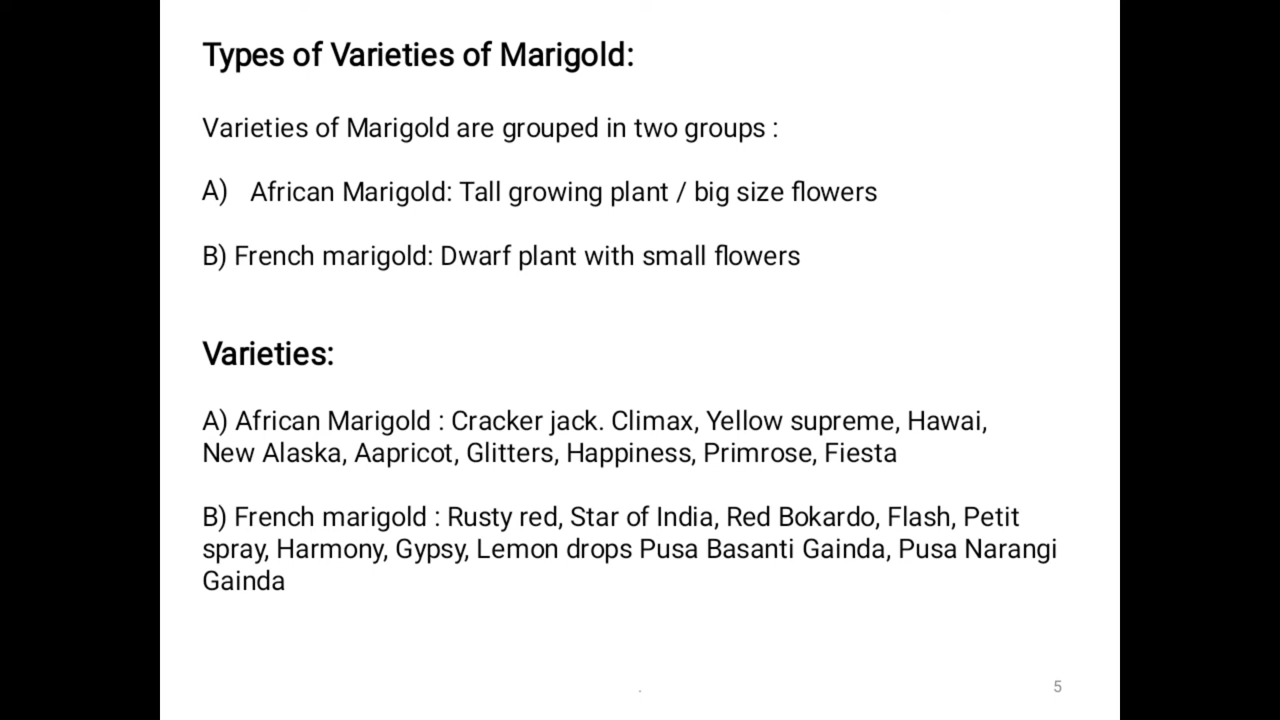 Types of Varieties of Marigold:
Varieties of Marigold are grouped in two groups :
A) African Marigold: Tall growing plant / big size flowers
B) French marigold: Dwarf plant with small flowers
Varieties:
A) African Marigold : Cracker jack. Climax, Yellow supreme, Hawai,
New Alaska, Aapricot, Glitters, Happiness, Primrose, Fiesta
B) French marigold : Rusty red, Star of India, Red Bokardo, Flash, Petit
spray, Harmony, Gypsy, Lemon drops Pusa Basanti Gainda, Pusa Narangi
Gainda
.
5